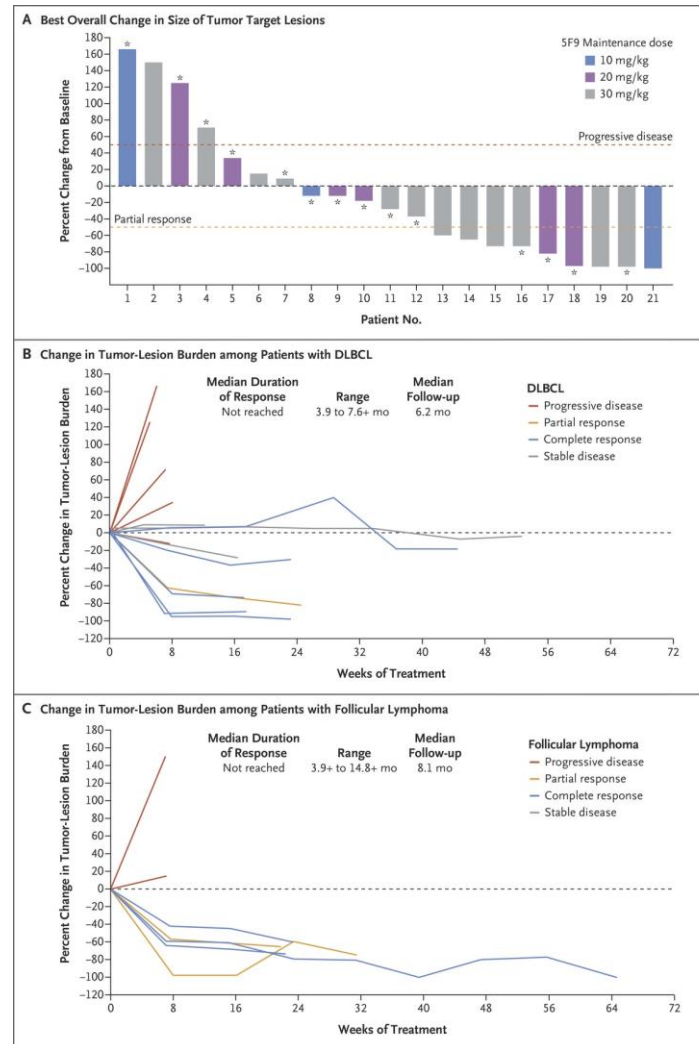 A Best Overall Change in Size of Tumor Target Lesions
5F9 Maintenance dose
10 mg/kg
20 mg/kg
30 mg/kg
Percent Change from Baseline
180
160
140
120
100
80
60
40
20
0
−20
−40
−60
−80
−100
Progressive disease
Partial response
* * * * * * * * * * * * * * * *
1 2 3 4 5 6 7 8 9 10 11 12 13 14 15 16 17 18 19 20 21
Patient No.
B Change in Tumor-Lesion Burden among Patients with DLBCL
Percent Change in Tumor-Lesion Burden
180
160
140
120
100
80
60
40
20
0
−20
−40
−60
−80
−100
−120
Median Duration of Response
Not reached
Range
3.9 to 7.6+ mo
Median Follow-up
6.2 mo
DLBCL
Progressive disease
Partial response
Complete response
Stable disease
0 8 16 24 32 40 48 56 64 72
Weeks of Treatment
C Change in Tumor-Lesion Burden among Patients with Follicular Lymphoma
Percent Change in Tumor-Lesion Burden
180
160
140
120
100
80
60
40
20
0
−20
−40
−60
−80
−100
−120
Median Duration of Response
Not reached
Range
3.9+ to 14.8+ mo
Median Follow-up
8.1 mo
Follicular Lymphoma
Progressive disease
Partial response
Complete response
Stable disease
0 8 16 24 32 40 48 56 64 72
Weeks of Treatment